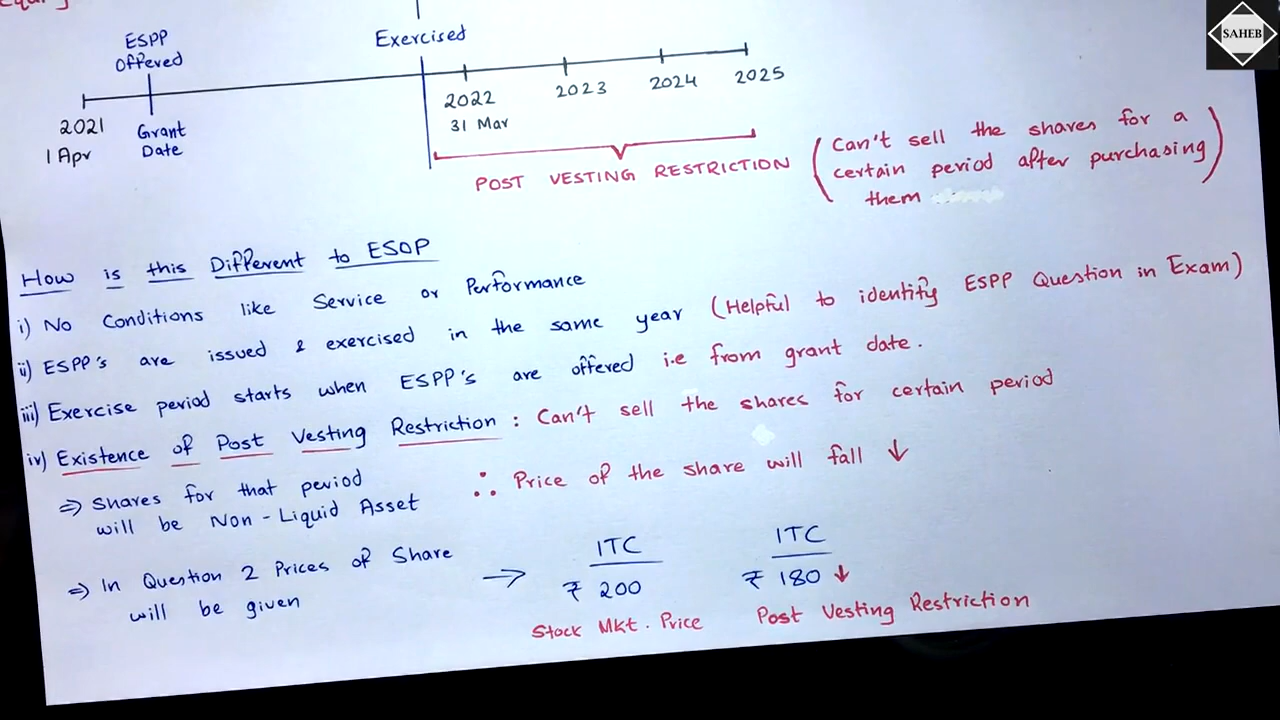 SAHEB
ESPP
Offered
Exercised
2021
1 Apr
Grant
Date
2022
31 Mar
2023
2024
2025
POST VESTING RESTRICTION
(Can't sell the shares for a
certain period after purchasing
them)
How is this Different to ESOP
i) No Conditions like Service or Performance
ii) ESPP's are issued & exercised in the same year (Helpful to identify ESPP Question in Exam)
iii) Exercise period starts when ESPP's are offered i.e from grant date.
iv) Existence of Post Vesting Restriction : Can't sell the shares for certain period
⇒ Shares for that period
will be Non-Liquid Asset
∴ Price of the share will fall ↓
⇒ In Question 2 Prices of Share
will be given
→ ITC
₹ 200
Stock Mkt. Price
ITC
₹ 180 ↓
Post Vesting Restriction